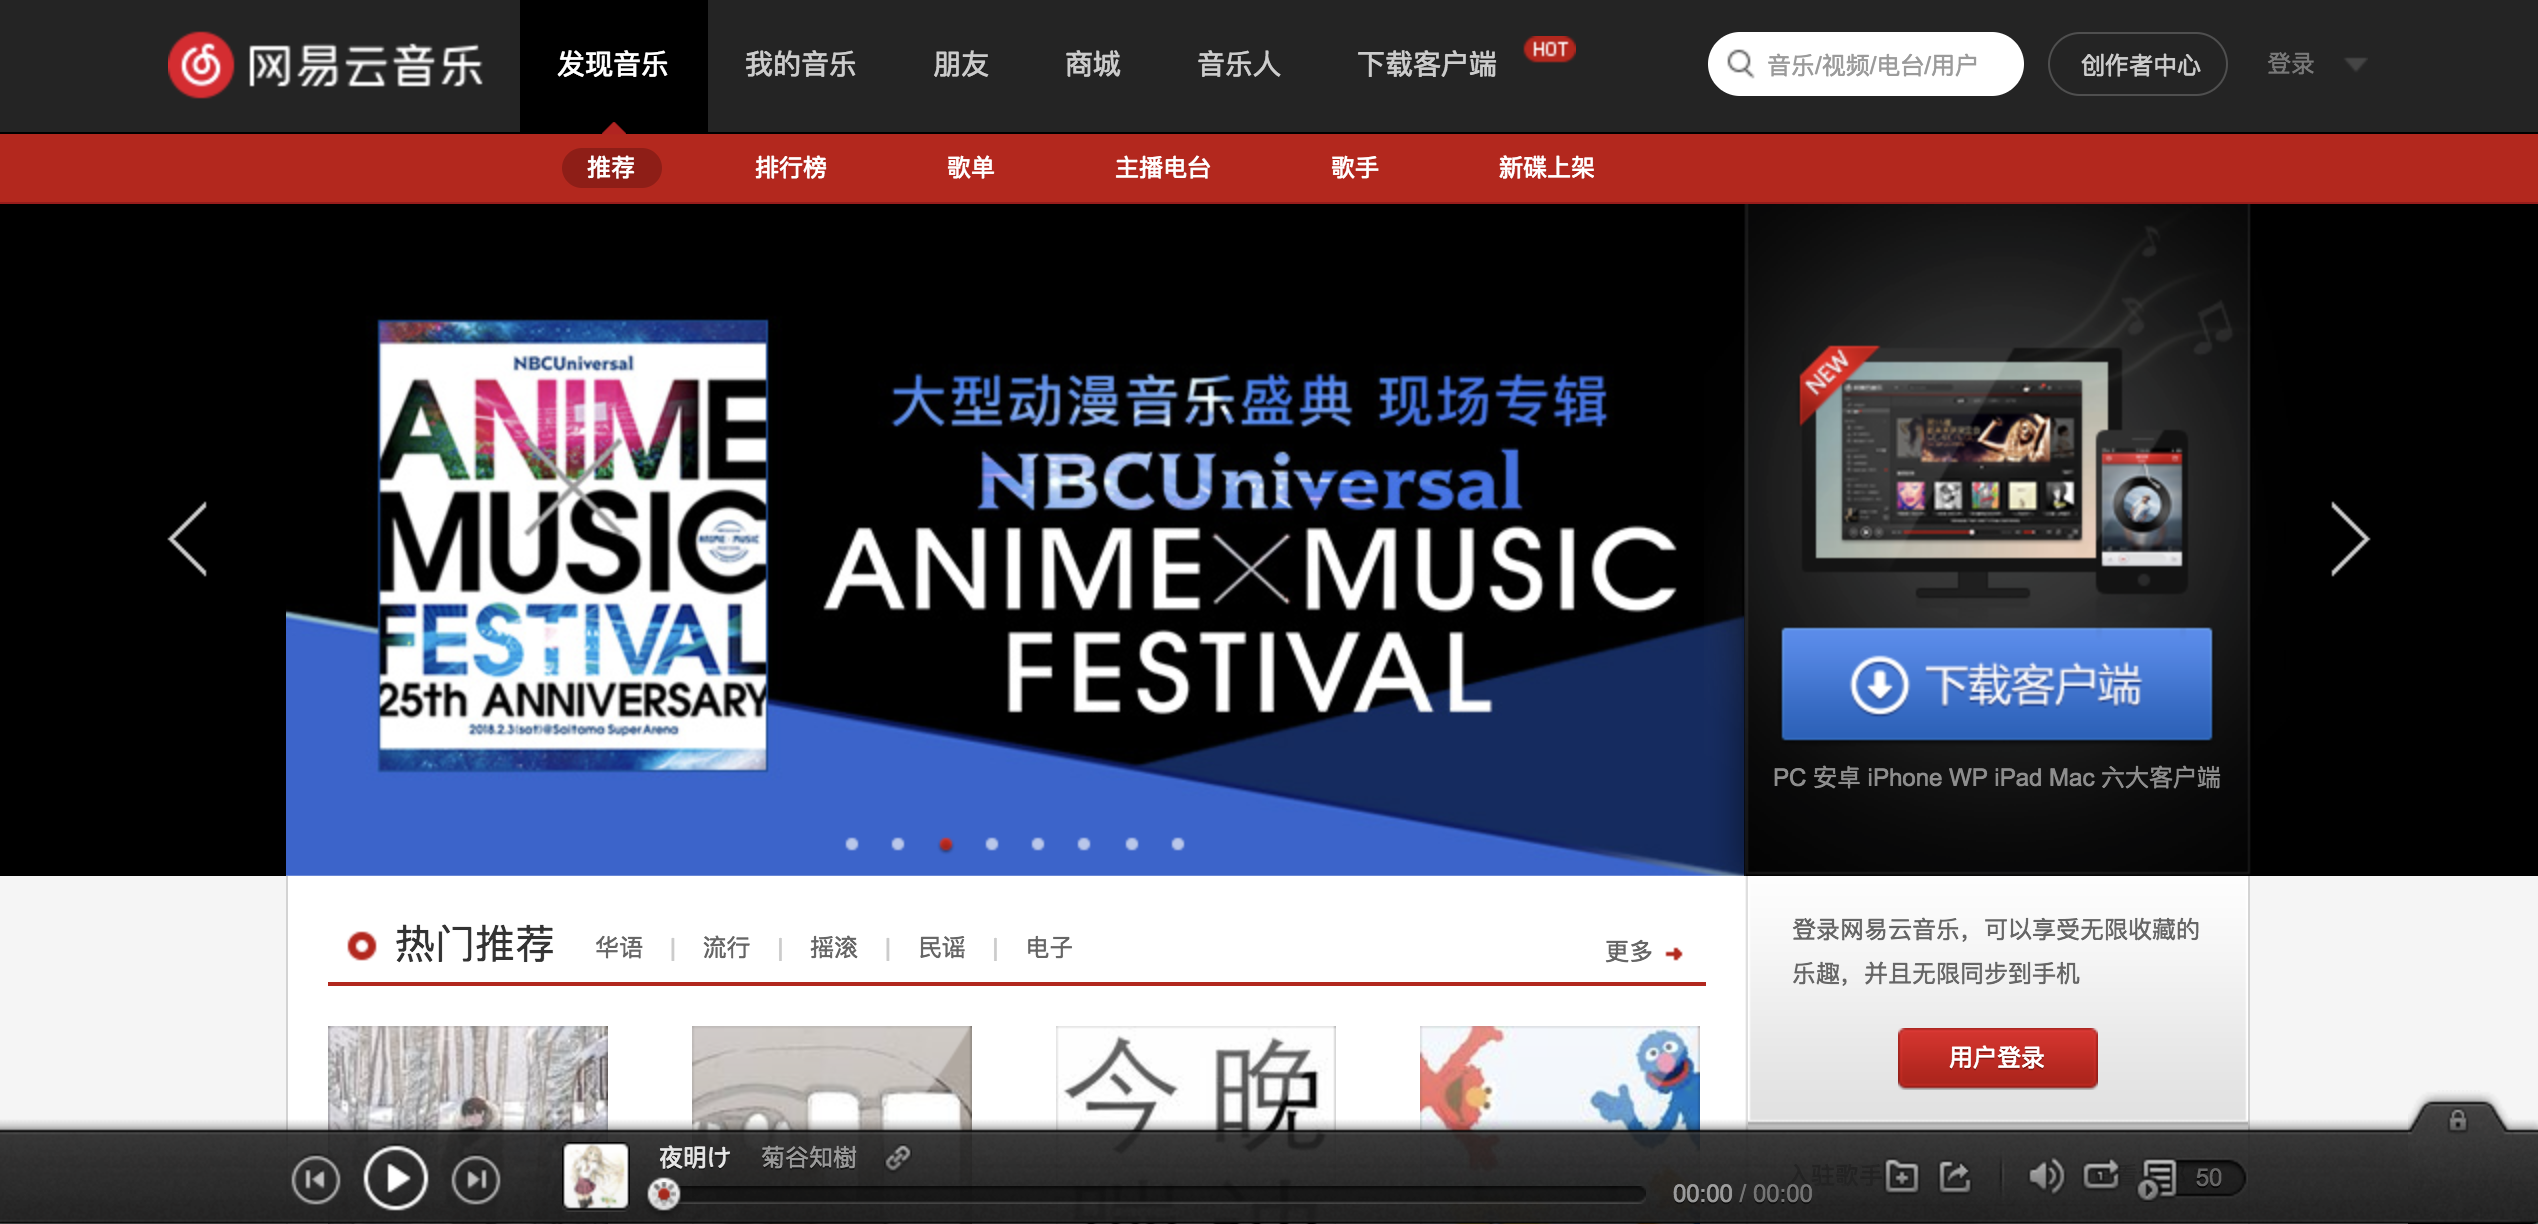 网易云音乐 发现音乐 我的音乐 朋友 商城 音乐人 下载客户端 HOT 音乐/视频/电台/用户 创作者中心 登录
推荐 排行榜 歌单 主播电台 歌手 新碟上架
NBCUniversal
ANIME
MUSIC
FESTIVAL
25th ANNIVERSARY
2018.2.3(sat)@Saitama Super Arena
大型动漫音乐盛典 现场专辑
NBCUniversal
ANIME×MUSIC
FESTIVAL
NEW
下载客户端
PC 安卓 iPhone WP iPad Mac 六大客户端
热门推荐 华语 | 流行 | 摇滚 | 民谣 | 电子 更多
登录网易云音乐，可以享受无限收藏的
乐趣，并且无限同步到手机
用户登录
今晚
夜明け 菊谷知樹
00:00 / 00:00
入驻歌手
1
50